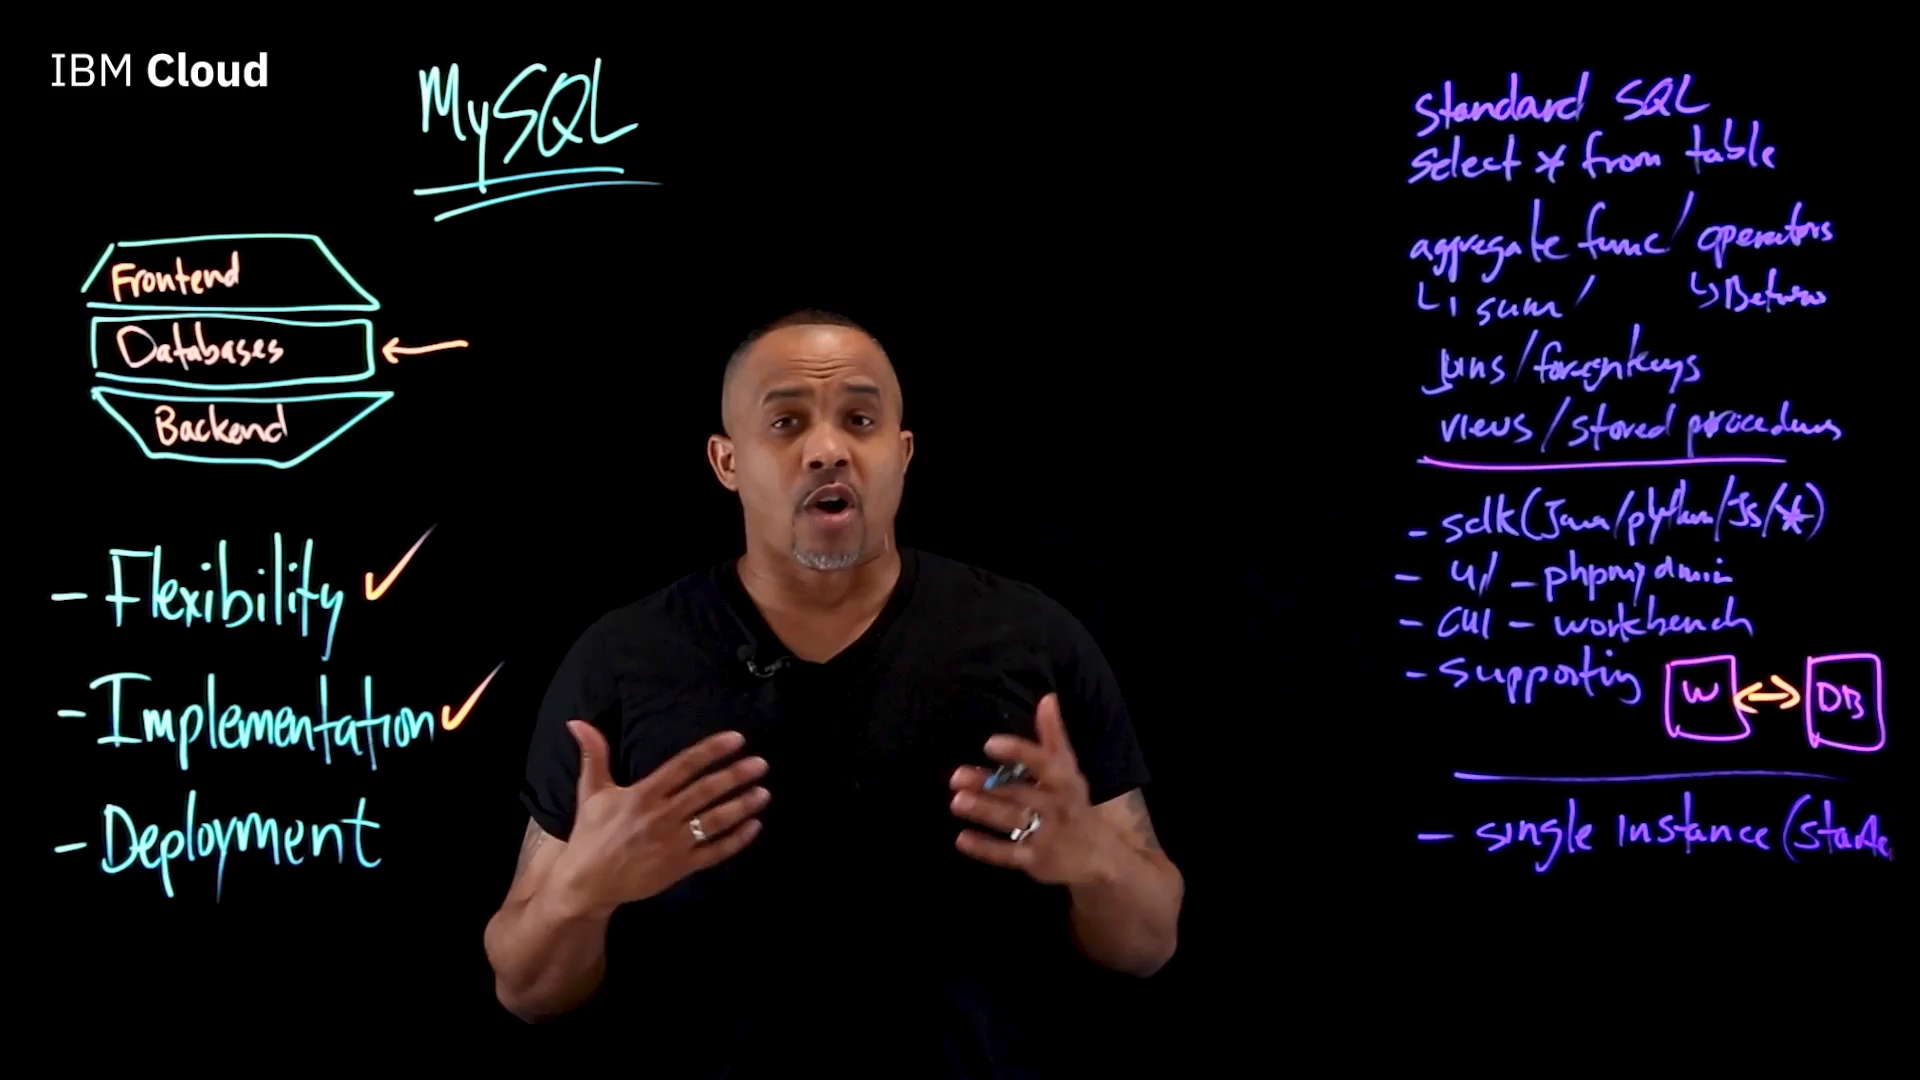 IBM Cloud
MySQL
Frontend
Databases
Backend
- Flexibility ✓
- Implementation ✓
- Deployment
Standard SQL
Select * from table
aggregate func / operators
sum /
joins / foreign keys
views / stored procedures
- sdk (Java/python/Js/*)
- UI - phpmyadmin
- CUI - workbench
- Supporting
W
DB
- single instance (